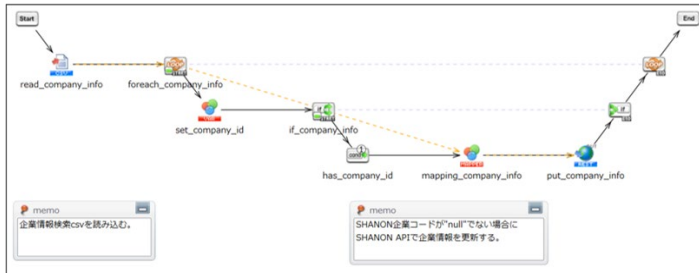 Start
End
read_company_info
foreach_company_info
set_company_id
if_company_info
has_company_id
mapping_company_info
put_company_info
memo
企業情報検索csvを読み込む。
memo
SHANON企業コードが"null"でない場合に
SHANON APIで企業情報を更新する。